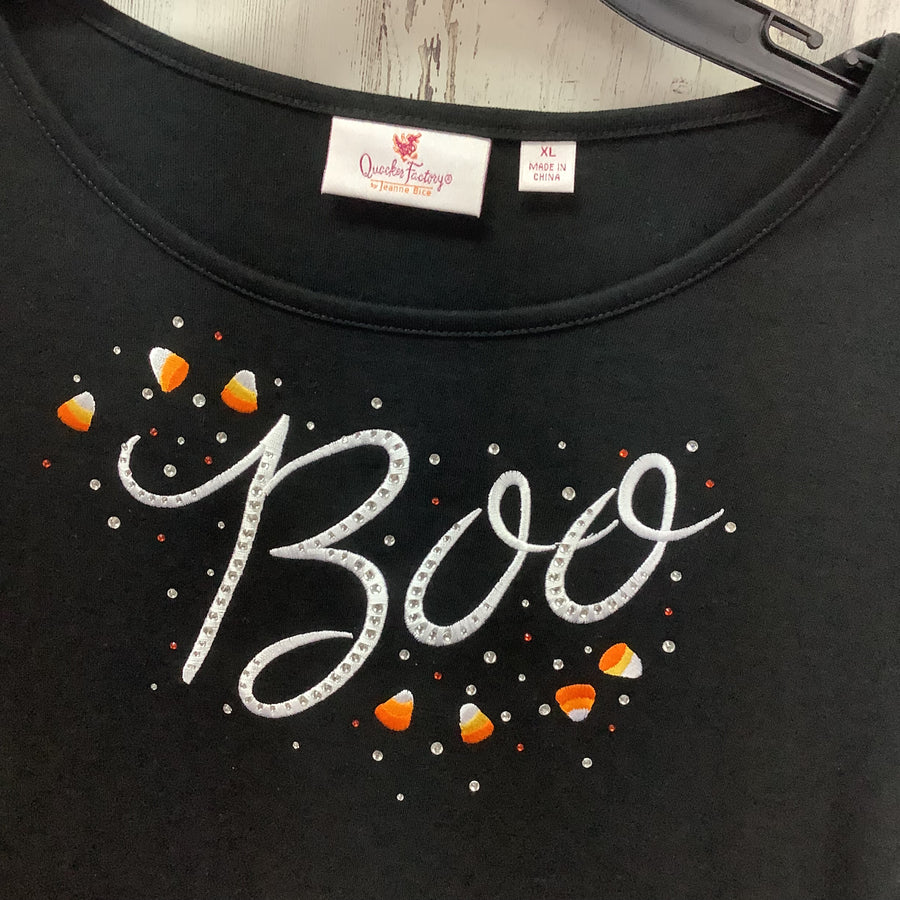 Quacker Factory®
by Jeanne Bice
XL
MADE IN
CHINA
Boo